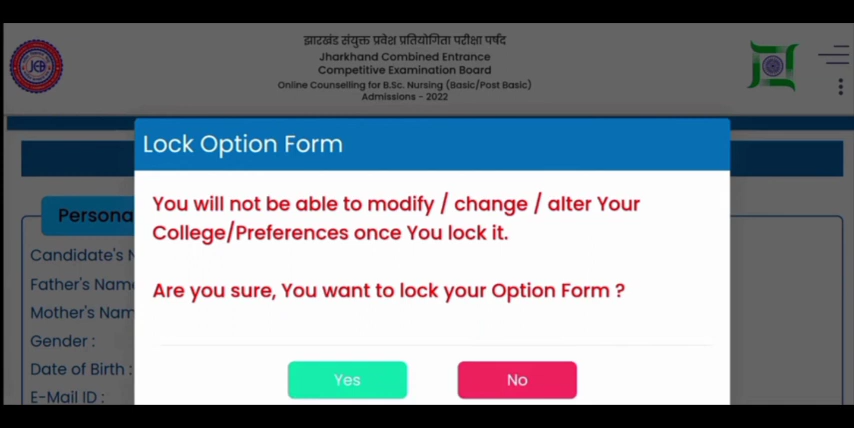 झारखंड संयुक्त प्रवेश प्रतियोगिता परीक्षा पर्षद
Jharkhand Combined Entrance
Competitive Examination Board
Online Counselling for B.Sc. Nursing (Basic/Post Basic)
Admissions - 2022
JCB
Lock Option Form
You will not be able to modify / change / alter Your
College/Preferences once You lock it.
Are you sure, You want to lock your Option Form ?
Yes
No
Persona
Candidate's N
Father's Name
Mother's Nam
Gender :
Date of Birth :
E-Mail ID :